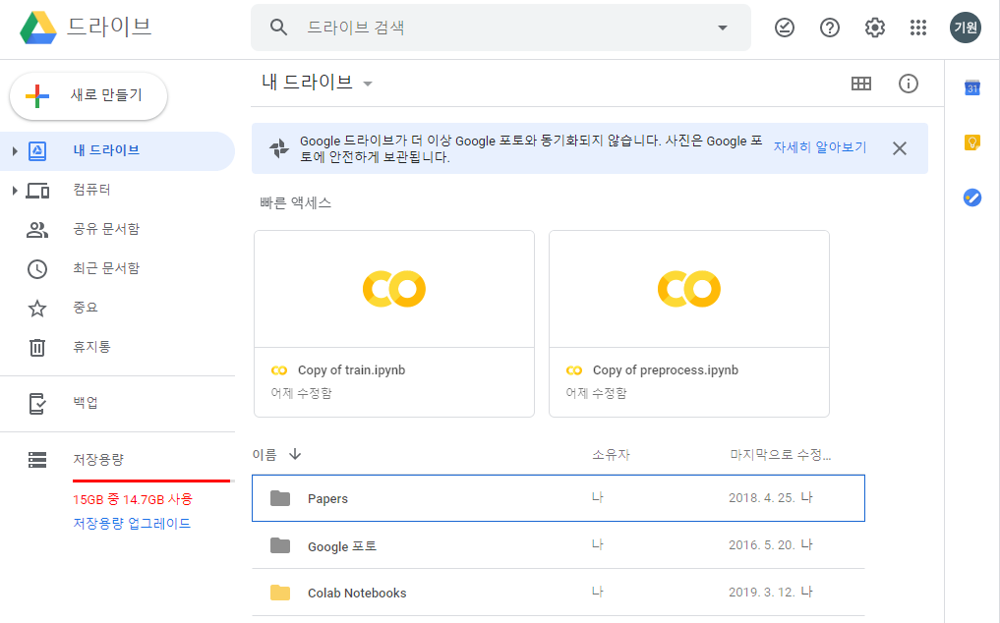 드라이브
드라이브 검색
기원
새로 만들기
내 드라이브
컴퓨터
공유 문서함
최근 문서함
중요
휴지통
백업
저장용량
15GB 중 14.7GB 사용
저장용량 업그레이드
내 드라이브
Google 드라이브가 더 이상 Google 포토와 동기화되지 않습니다. 사진은 Google 포
토에 안전하게 보관됩니다.
자세히 알아보기
빠른 액세스
Copy of train.ipynb
어제 수정함
Copy of preprocess.ipynb
어제 수정함
이름 소유자 마지막으로 수정...
Papers 나 2018. 4. 25. 나
Google 포토 나 2016. 5. 20. 나
Colab Notebooks 나 2019. 3. 12. 나
31